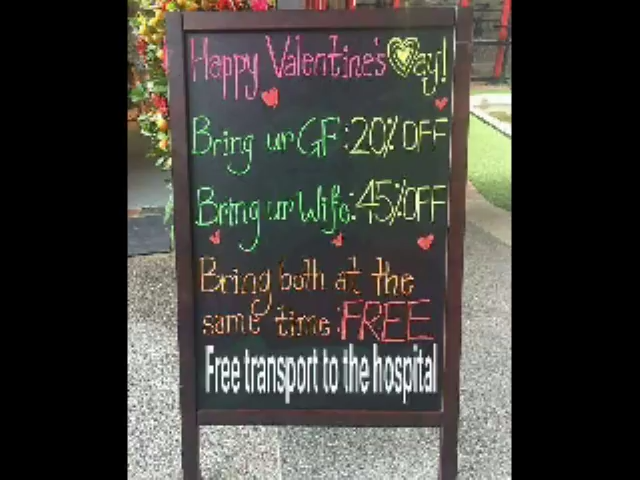 Happy Valentine's Day!
Bring ur GF: 20% OFF
Bring ur Wife: 45% OFF
Bring both at the
same time: FREE
Free transport to the hospital